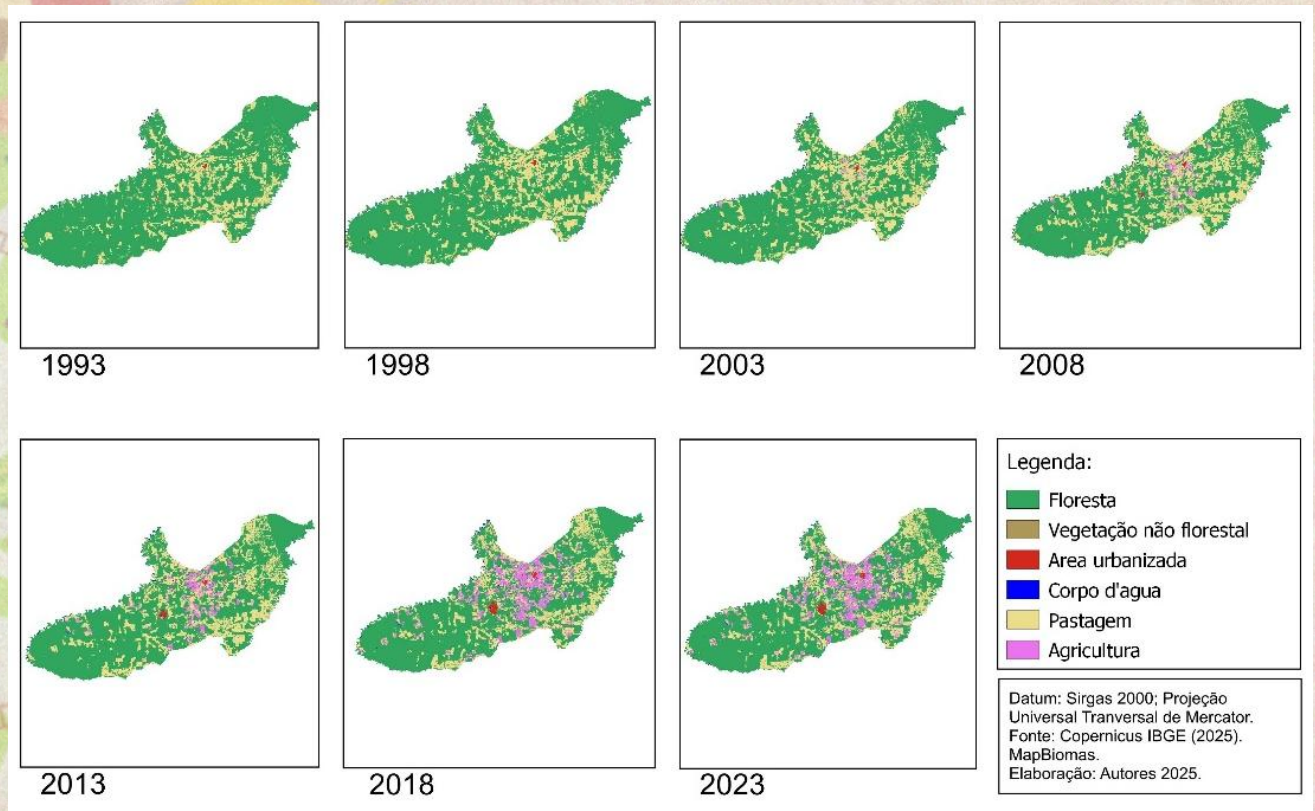 1993
1998
2003
2008
2013
2018
2023
Legenda:
Floresta
Vegetação não florestal
Area urbanizada
Corpo d'agua
Pastagem
Agricultura
Datum: Sirgas 2000; Projeção
Universal Tranversal de Mercator.
Fonte: Copernicus IBGE (2025).
MapBiomas.
Elaboração: Autores 2025.